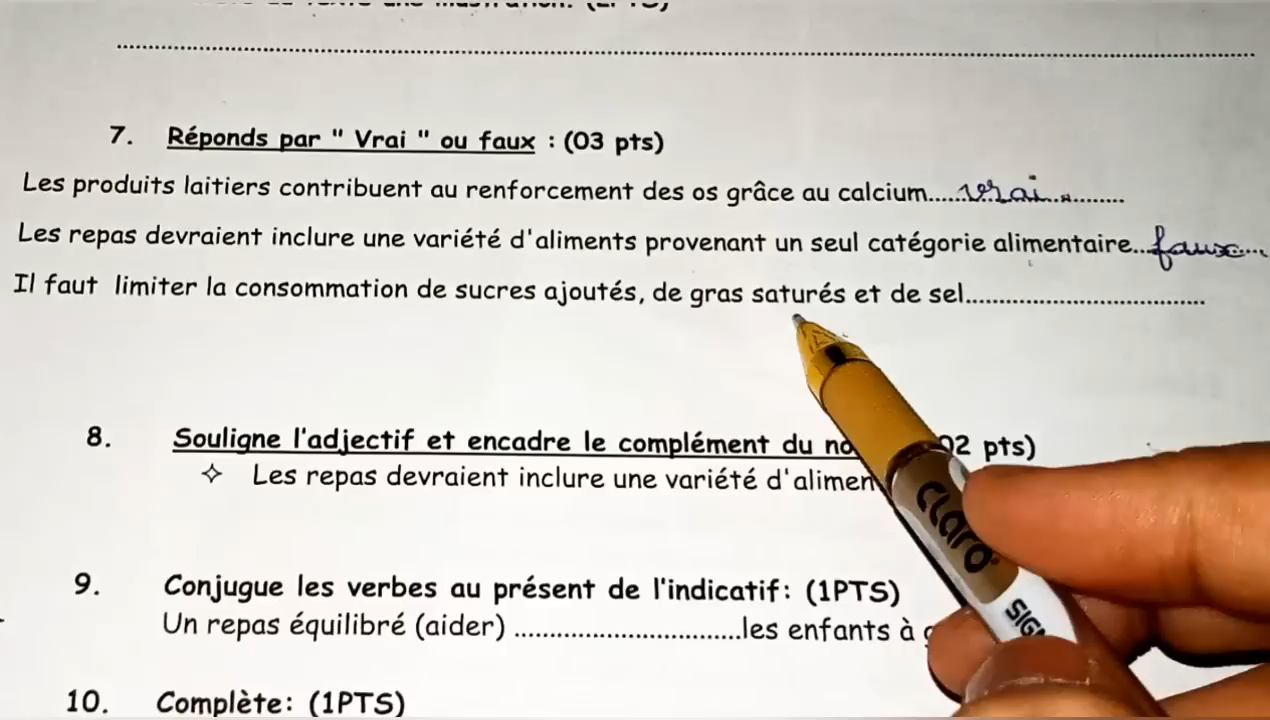 7. Réponds par " Vrai " ou faux : (03 pts)
Les produits laitiers contribuent au renforcement des os grâce au calcium......vrai...........
Les repas devraient inclure une variété d'aliments provenant un seul catégorie alimentaire...faux....
Il faut limiter la consommation de sucres ajoutés, de gras saturés et de sel....................................
8. Souligne l'adjectif et encadre le complément du 2 pts)
✧ Les repas devraient inclure une variété
9. Conjugue les verbes au présent de l'indicatif: (1PTS)
Un repas équilibré (aider) ..................................les enfants à
10. Complète: (1PTS)
CLaro
SIGN